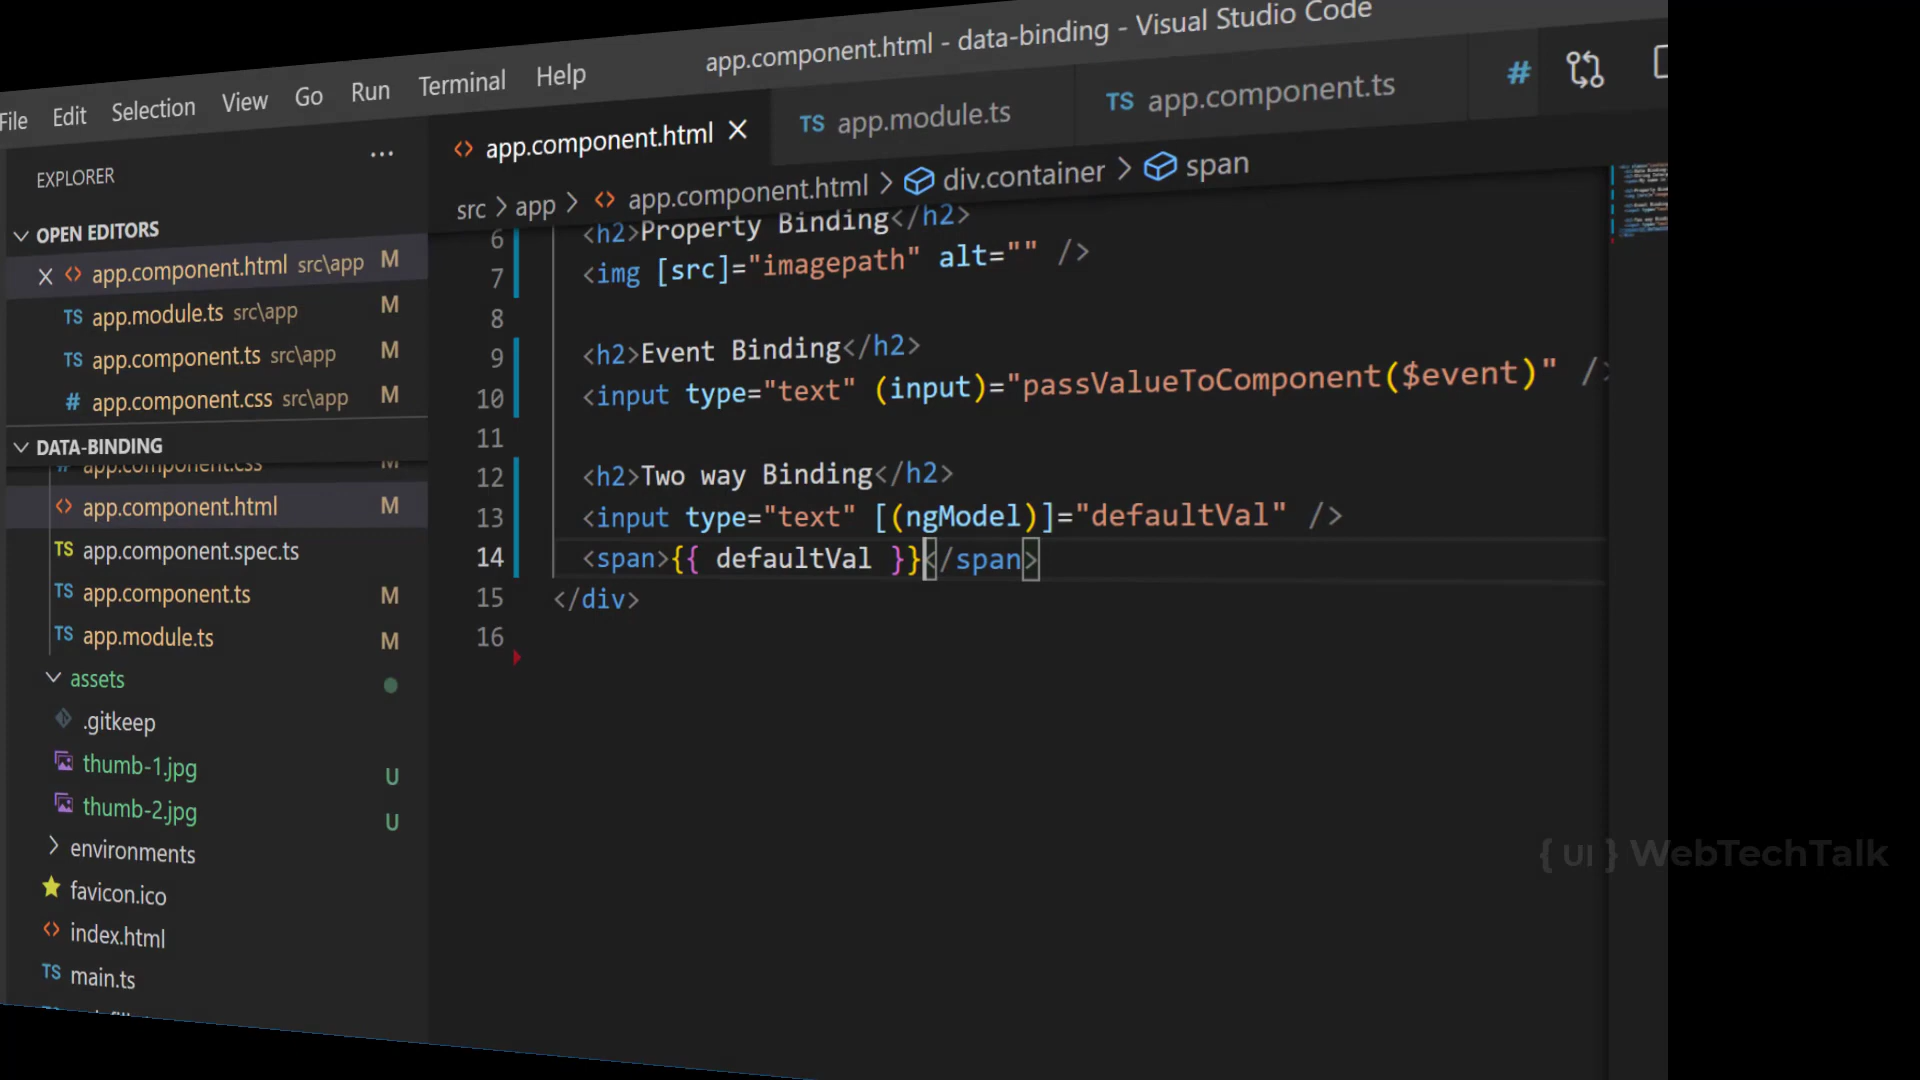 app.component.html - data-binding - Visual Studio Code
File Edit Selection View Go Run Terminal Help
app.component.html
TS app.module.ts
TS app.component.ts
#
EXPLORER ...
src > app > app.component.html > div.container > span
OPEN EDITORS
app.component.html src\app M
TS app.module.ts src\app M
TS app.component.ts src\app M
# app.component.css src\app M
DATA-BINDING
# app.component.css M
app.component.html M
TS app.component.spec.ts
TS app.component.ts M
TS app.module.ts M
assets
.gitkeep
thumb-1.jpg U
thumb-2.jpg U
environments
favicon.ico
index.html
TS main.ts
6 <h2>Property Binding</h2>
7 <img [src]="imagepath" alt="" />
8
9 <h2>Event Binding</h2>
10 <input type="text" (input)="passValueToComponent($event)" />
11
12 <h2>Two way Binding</h2>
13 <input type="text" [(ngModel)]="defaultVal" />
14 <span>{{ defaultVal }}</span>
15 </div>
16
{ UI } WebTechTalk